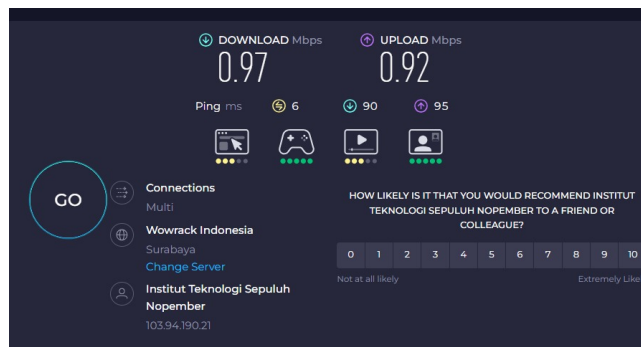 DOWNLOAD Mbps
0.97
UPLOAD Mbps
0.92
Ping ms 6 90 95
GO
Connections
Multi
Wowrack Indonesia
Surabaya
Change Server
Institut Teknologi Sepuluh
Nopember
103.94.190.21
HOW LIKELY IS IT THAT YOU WOULD RECOMMEND INSTITUT
TEKNOLOGI SEPULUH NOPEMBER TO A FRIEND OR
COLLEAGUE?
0 1 2 3 4 5 6 7 8 9 10
Not at all likely
Extremely Like